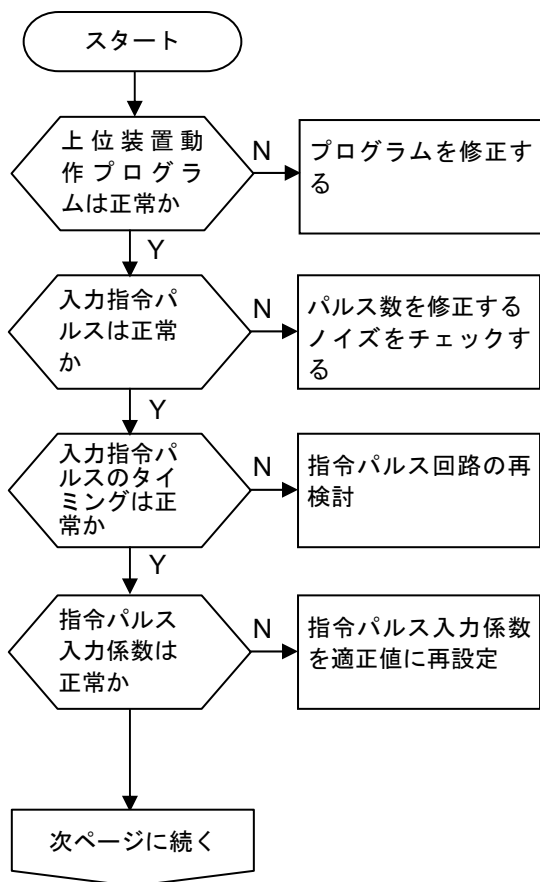 スタート
上位装置動
作プログラ
ムは正常か
N
プログラムを修正す
る
Y
入力指令パ
ルスは正常
か
N
パルス数を修正する
ノイズをチェックす
る
Y
入力指令パ
ルスのタイ
ミングは正
常か
N
指令パルス回路の再
検討
Y
指令パルス
入力係数は
正常か
N
指令パルス入力係数
を適正値に再設定
次ページに続く